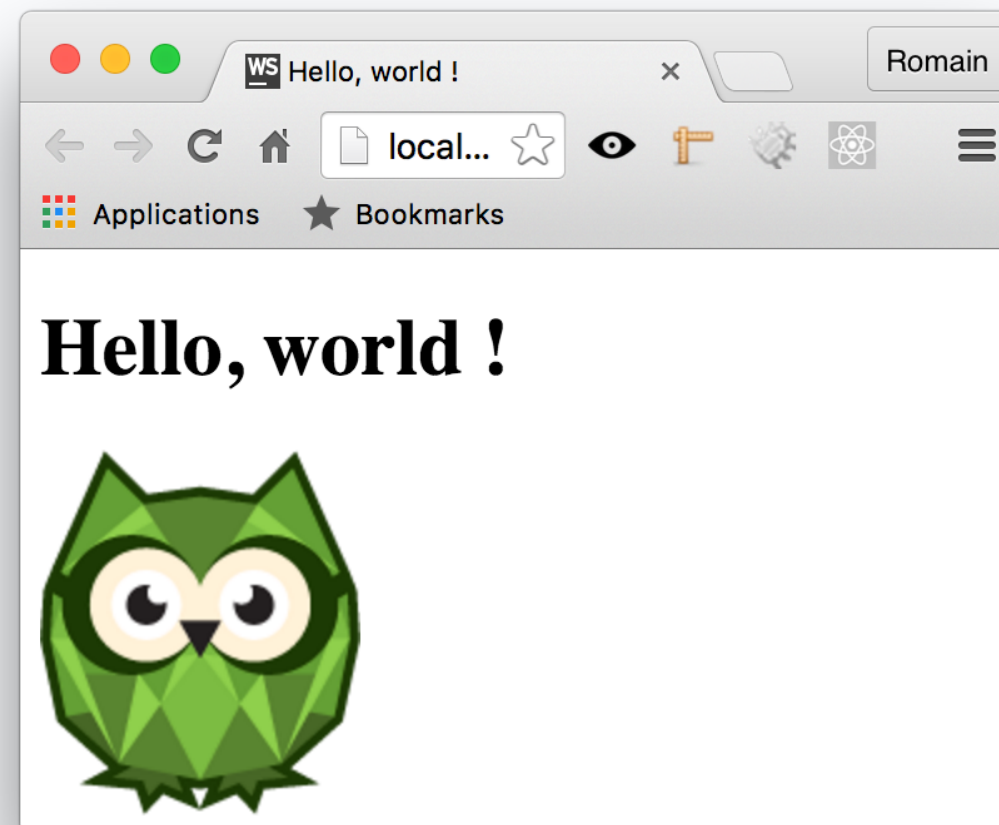 WS Hello, world !
Romain
local...
Applications
Bookmarks
Hello, world !